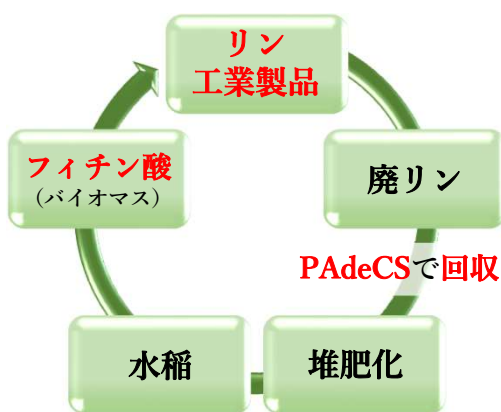 リン
工業製品
廃リン
PAdeCSで回収
堆肥化
水稲
フィチン酸
（バイオマス）